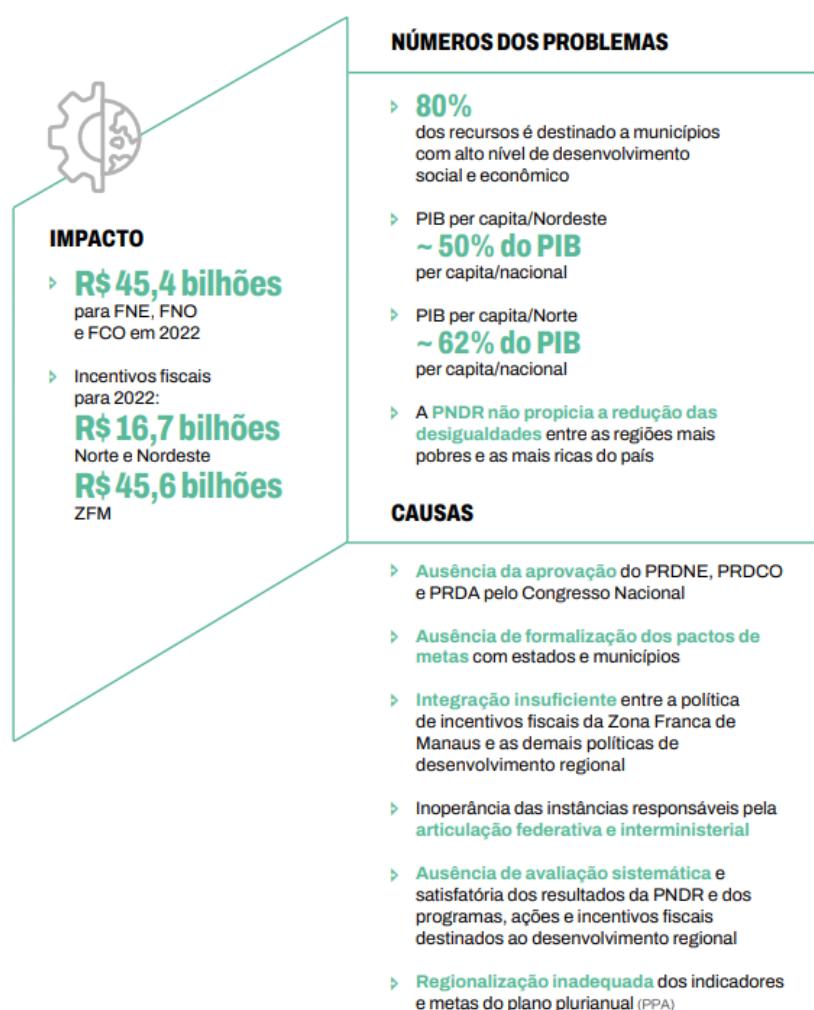 IMPACTO
R$ 45,4 bilhões
para FNE, FNO
e FCO em 2022
Incentivos fiscais
para 2022:
R$ 16,7 bilhões
Norte e Nordeste
R$ 45,6 bilhões
ZFM
NÚMEROS DOS PROBLEMAS
80%
dos recursos é destinado a municípios
com alto nível de desenvolvimento
social e econômico
PIB per capita/Nordeste
~ 50% do PIB
per capita/nacional
PIB per capita/Norte
~ 62% do PIB
per capita/nacional
A PNDR não propicia a redução das
desigualdades entre as regiões mais
pobres e as mais ricas do país
CAUSAS
Ausência da aprovação do PRDNE, PRDCO
e PRDA pelo Congresso Nacional
Ausência de formalização dos pactos de
metas com estados e municípios
Integração insuficiente entre a política
de incentivos fiscais da Zona Franca de
Manaus e as demais políticas de
desenvolvimento regional
Inoperância das instâncias responsáveis pela
articulação federativa e interministerial
Ausência de avaliação sistemática e
satisfatória dos resultados da PNDR e dos
programas, ações e incentivos fiscais
destinados ao desenvolvimento regional
Regionalização inadequada dos indicadores
e metas do plano plurianual (PPA)